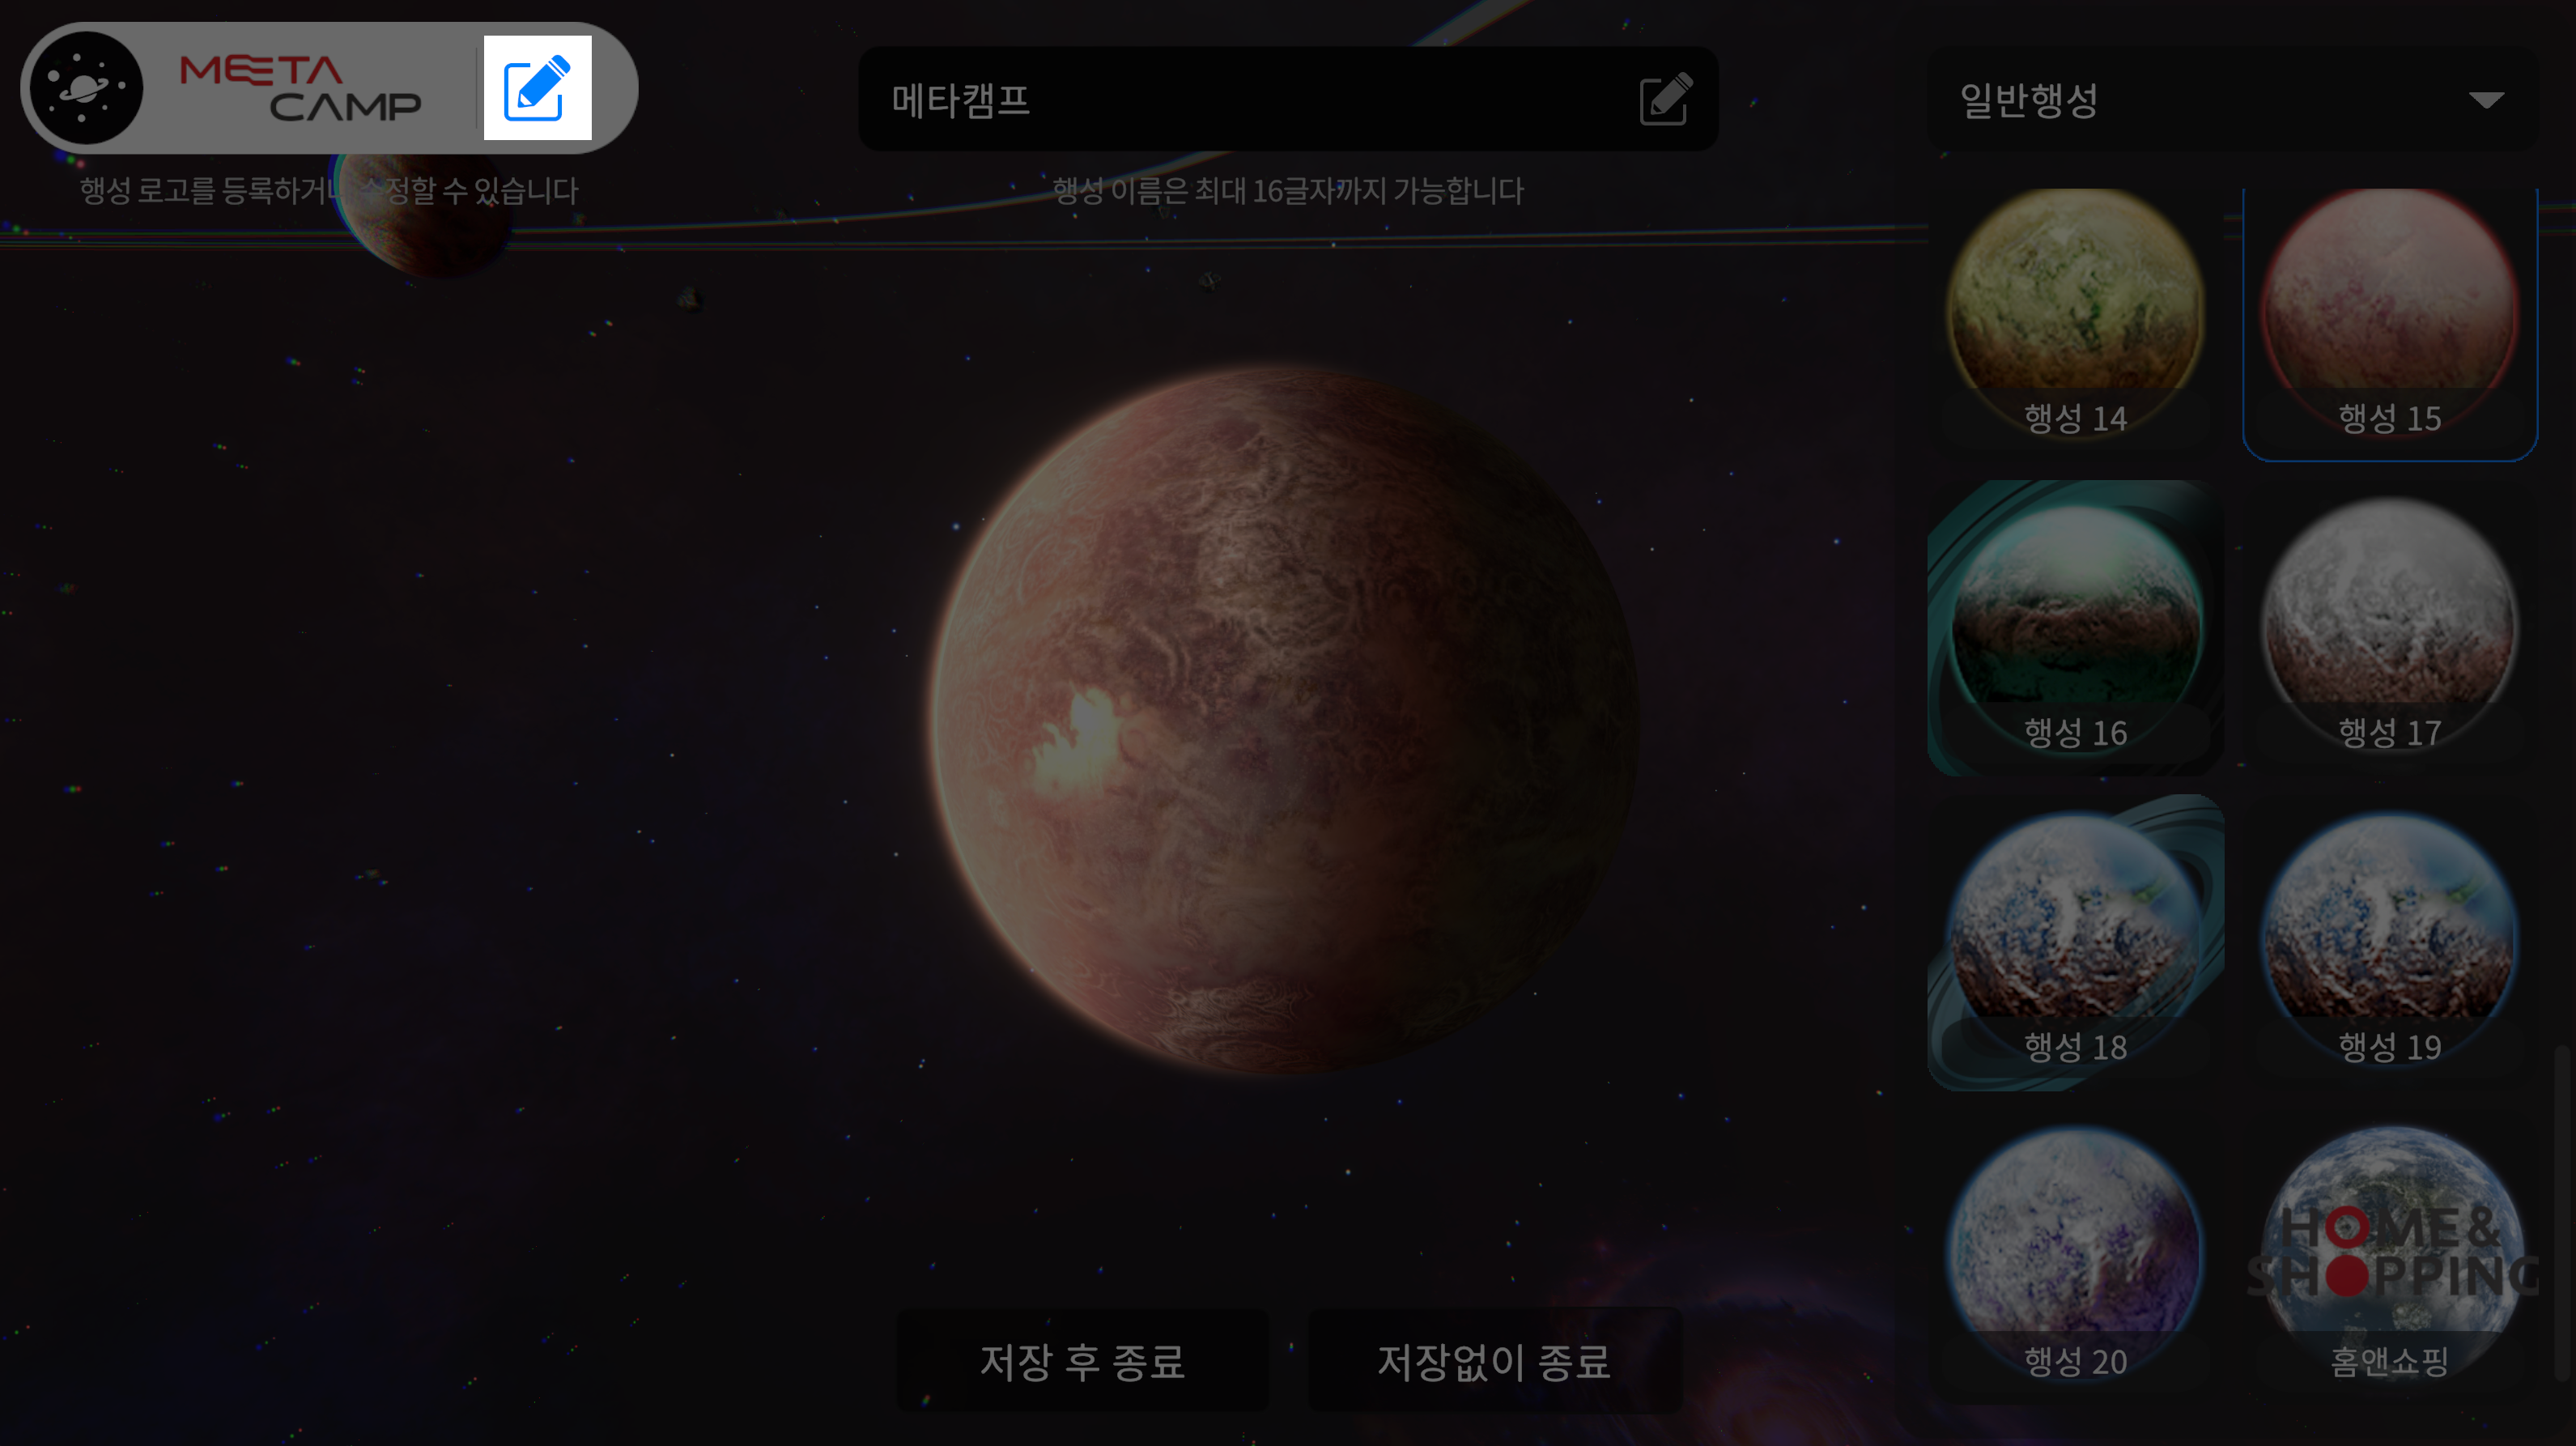 META
CAMP
메타캠프
일반행성
행성 로고를 등록하거나 수정할 수 있습니다
행성 이름은 최대 16글자까지 가능합니다
행성 14
행성 15
행성 16
행성 17
행성 18
행성 19
행성 20
HOME&
SHOPPING
홈앤쇼핑
저장 후 종료
저장없이 종료